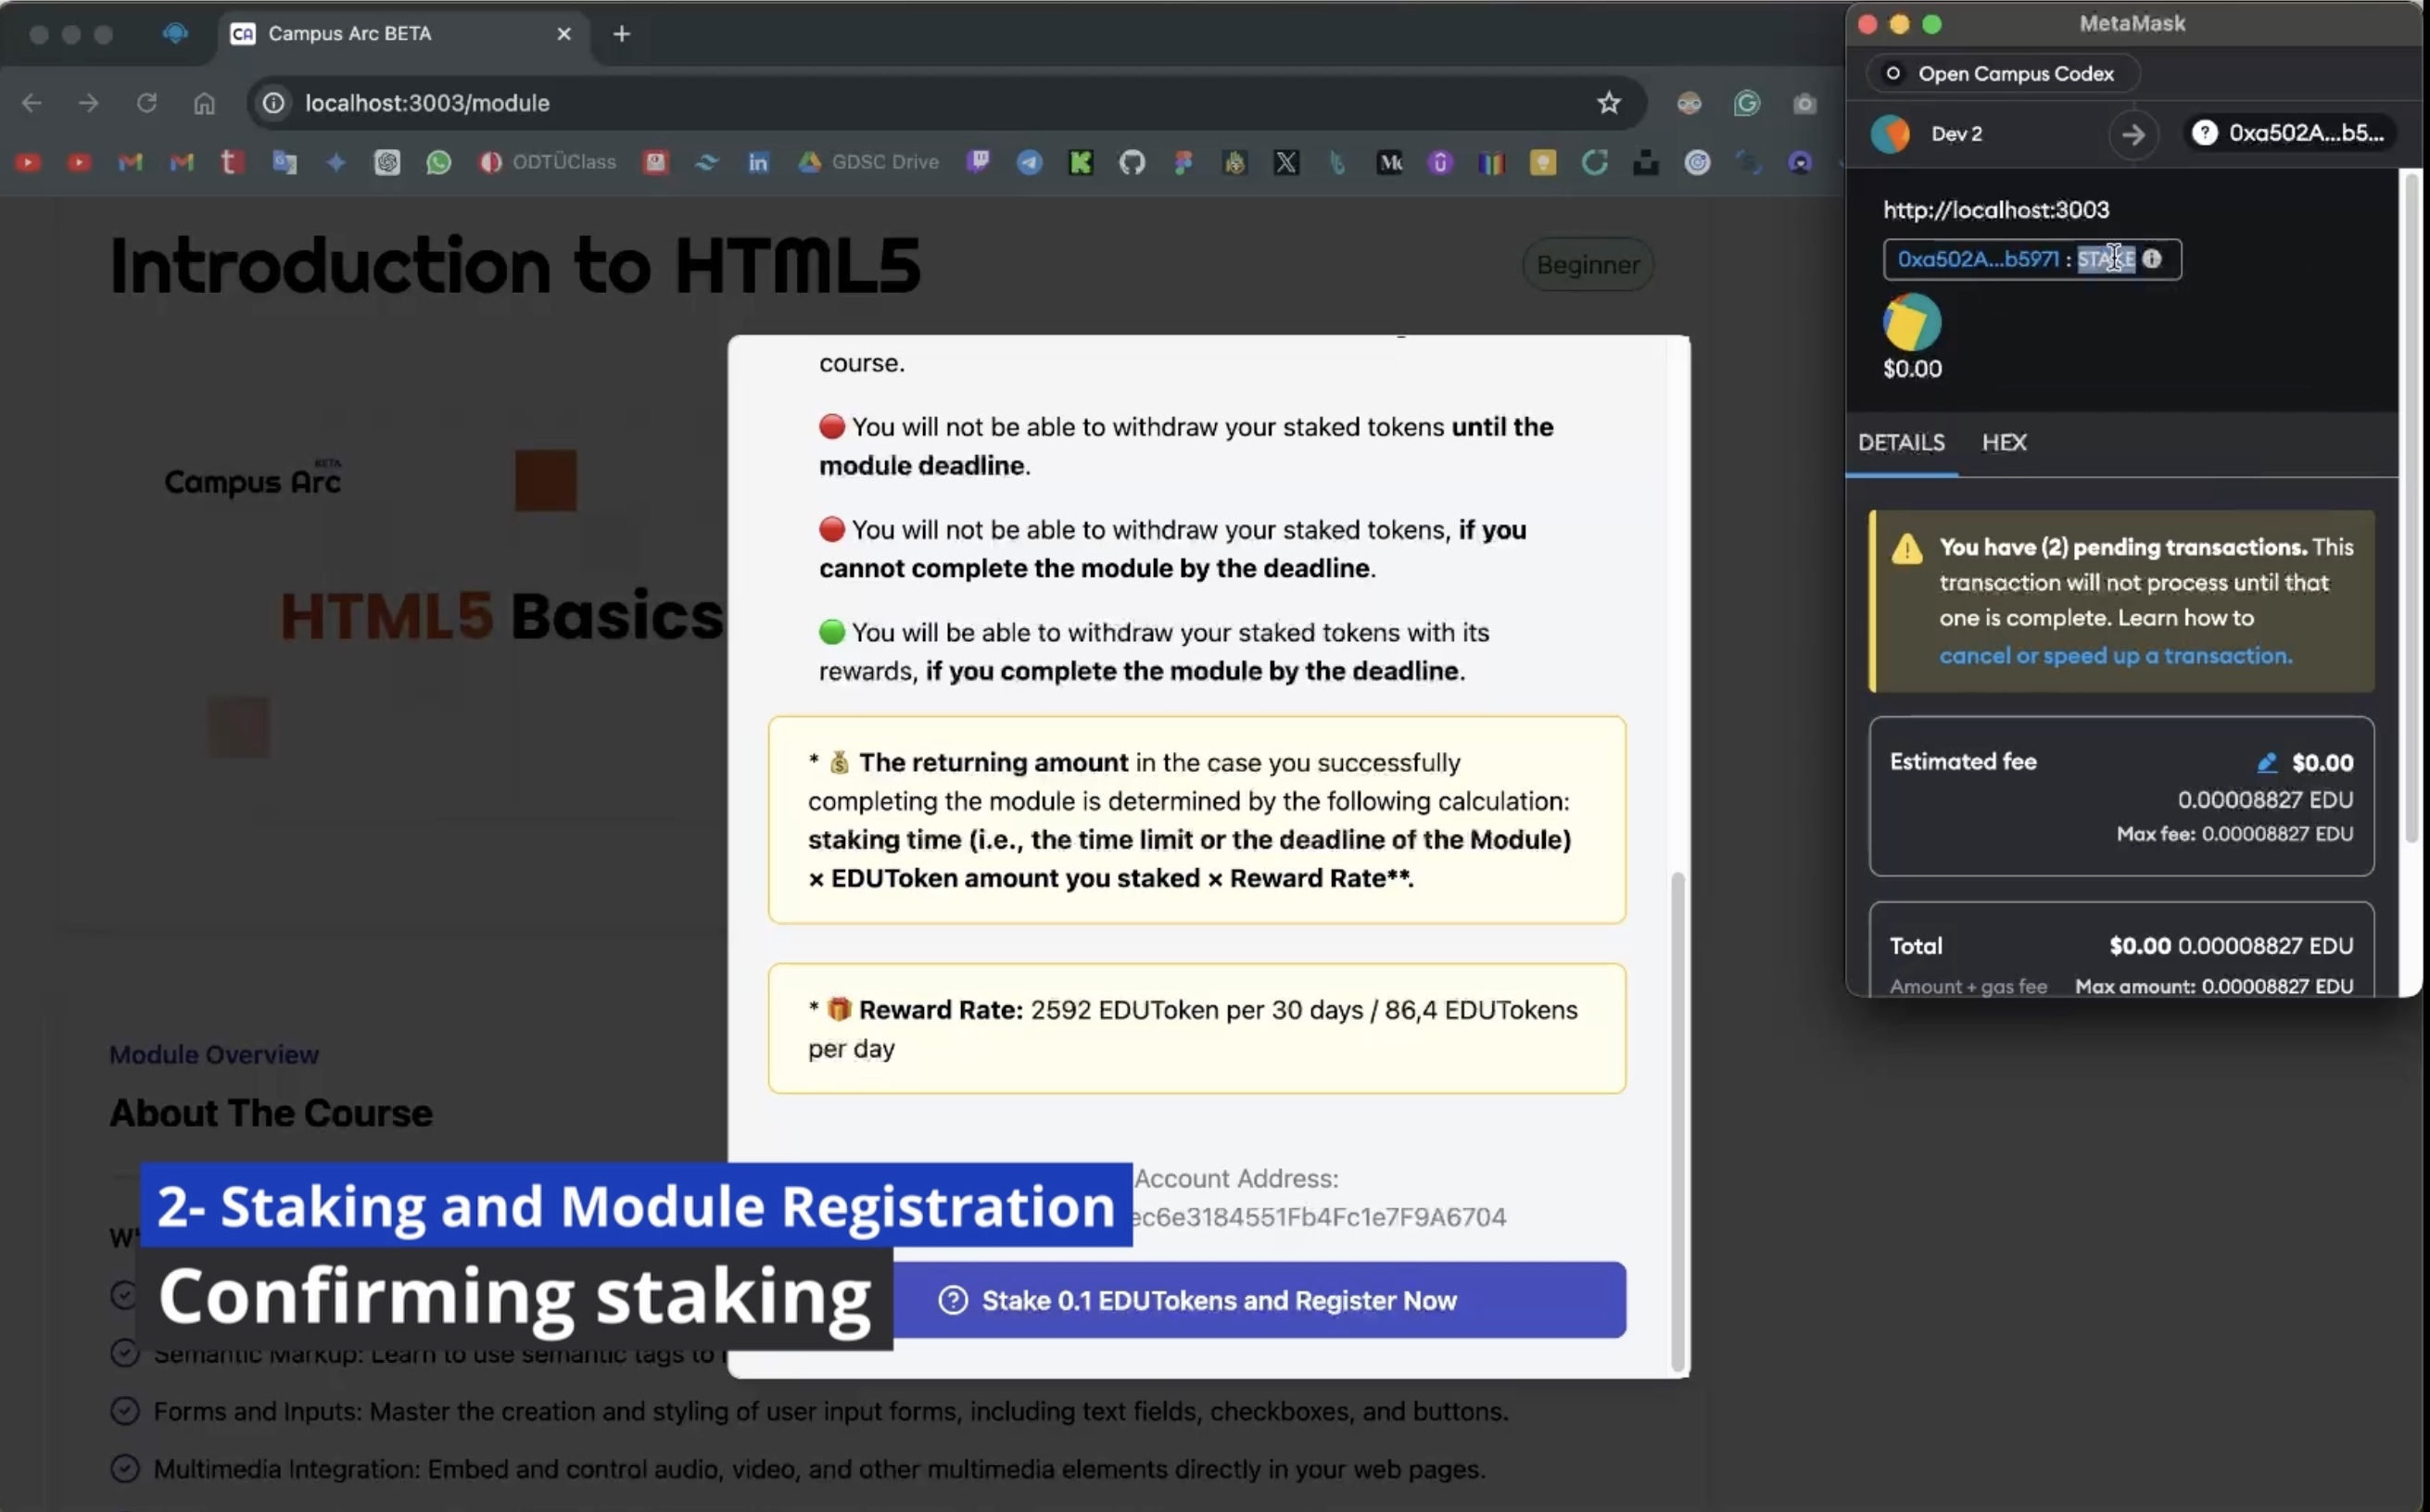 Campus Arc BETA
localhost:3003/module
ODTÜClass
GDSC Drive
Introduction to HTML5
Beginner
Campus Arc
BETA
HTML5 Basics
Module Overview
About The Course
course.
🔴 You will not be able to withdraw your staked tokens until the
module deadline.
🔴 You will not be able to withdraw your staked tokens, if you
cannot complete the module by the deadline.
🟢 You will be able to withdraw your staked tokens with its
rewards, if you complete the module by the deadline.
* 💰 The returning amount in the case you successfully
completing the module is determined by the following calculation:
staking time (i.e., the time limit or the deadline of the Module)
× EDUToken amount you staked × Reward Rate**.
* 🎁 Reward Rate: 2592 EDUToken per 30 days / 86,4 EDUTokens
per day
Account Address:
ec6e3184551Fb4Fc1e7F9A6704
Stake 0.1 EDUTokens and Register Now
2- Staking and Module Registration
Confirming staking
Semantic Markup: Learn to use semantic tags to
Forms and Inputs: Master the creation and styling of user input forms, including text fields, checkboxes, and buttons.
Multimedia Integration: Embed and control audio, video, and other multimedia elements directly in your web pages.
MetaMask
Open Campus Codex
Dev 2
0xa502A...b5...
http://localhost:3003
0xa502A...b5971 : STAKE
$0.00
DETAILS HEX
You have (2) pending transactions. This
transaction will not process until that
one is complete. Learn how to
cancel or speed up a transaction.
Estimated fee $0.00
0.00008827 EDU
Max fee: 0.00008827 EDU
Total $0.00 0.00008827 EDU
Amount + gas fee Max amount: 0.00008827 EDU